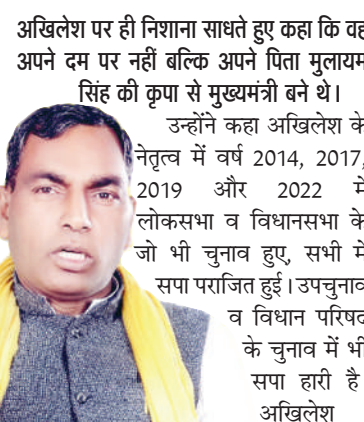 अखिलेश पर ही निशाना साधते हुए कहा कि वह
अपने दम पर नहीं बल्कि अपने पिता मुलायम
सिंह की कृपा से मुख्यमंत्री बने थे।
उन्होंने कहा अखिलेश के
नेतृत्व में वर्ष 2014, 2017,
2019 और 2022 में
लोकसभा व विधानसभा के
जो भी चुनाव हुए, सभी में
सपा पराजित हुई। उपचुनाव
व विधान परिषद
के चुनाव में भी
सपा हारी है
अखिलेश